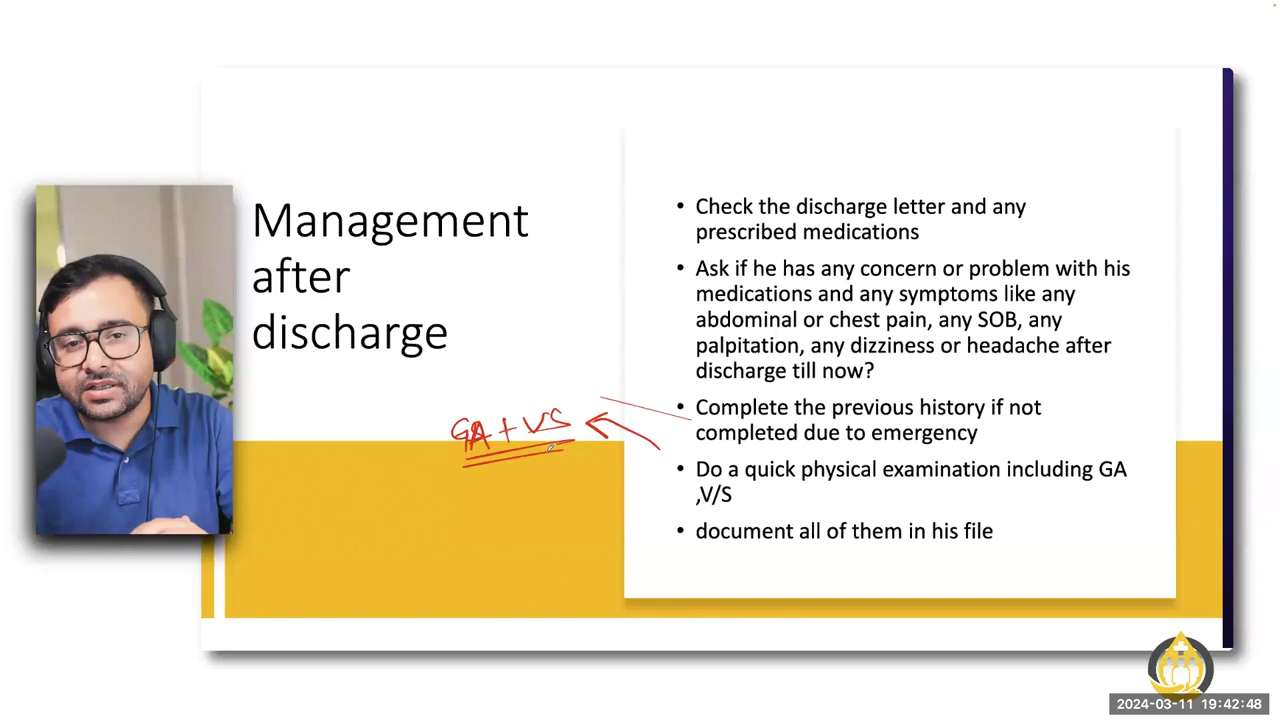 Management
after
discharge
• Check the discharge letter and any
prescribed medications
• Ask if he has any concern or problem with his
medications and any symptoms like any
abdominal or chest pain, any SOB, any
palpitation, any dizziness or headache after
discharge till now?
• Complete the previous history if not
completed due to emergency
GA + VS
• Do a quick physical examination including GA
,V/S
• document all of them in his file
2024-03-11 19:42:48